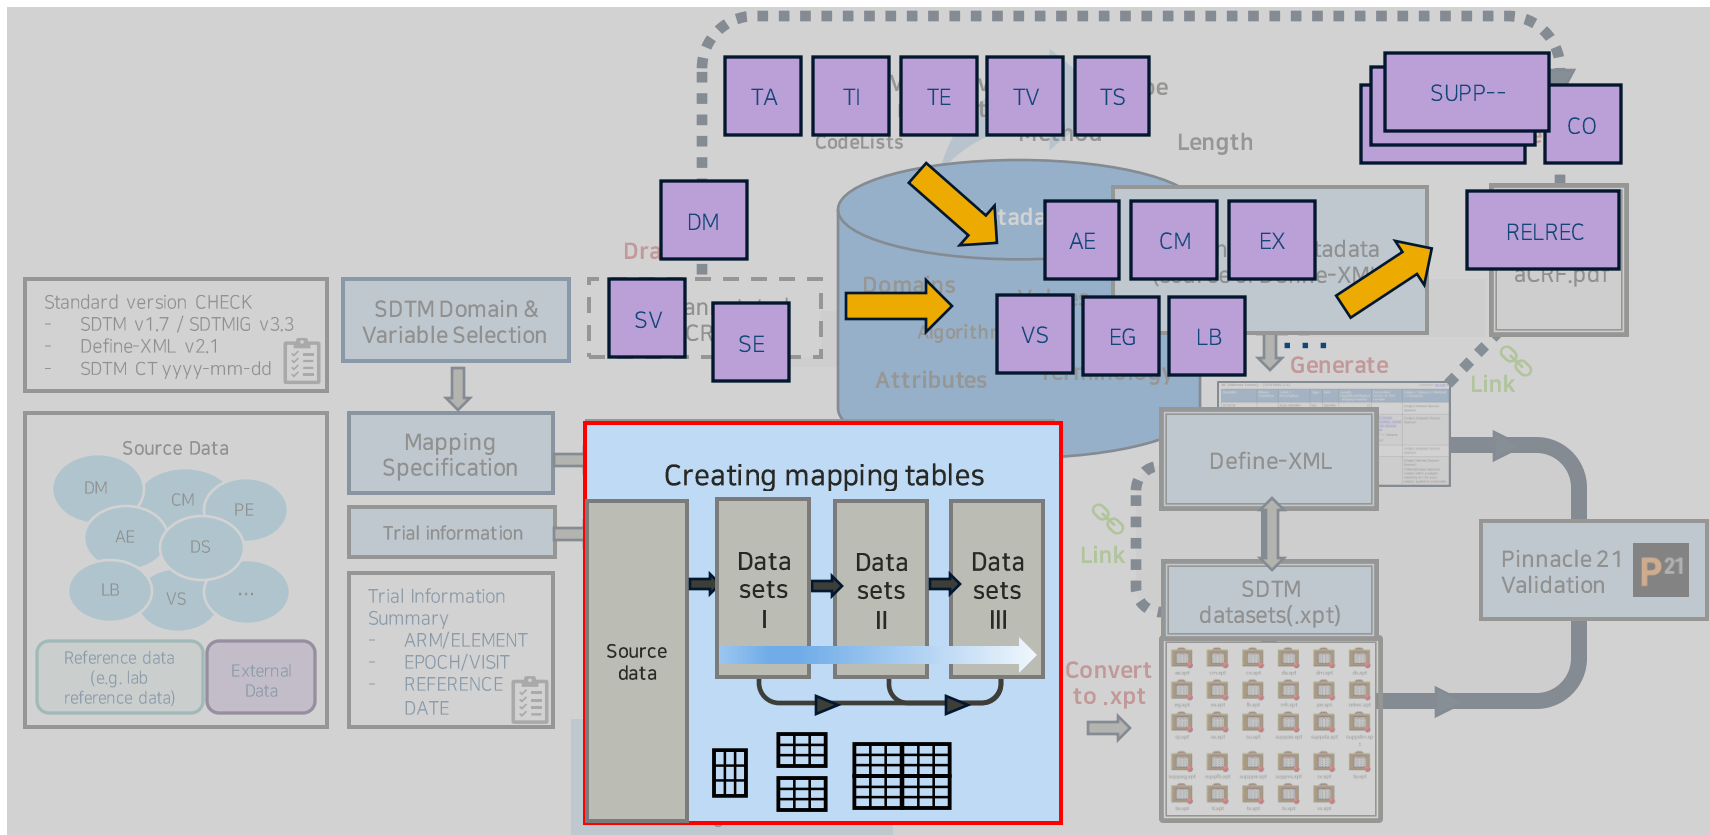 TA
TI
TE
TV
TS
SUPP--
CO
CodeLists
Method
Length
DM
AE
CM
EX
RELREC
aCRF.pdf
Domains
SV
SE
VS
EG
LB
...
Attributes
Terminology
Generate
Link
Standard version CHECK
- SDTM v1.7 / SDTMIG v3.3
- Define-XML v2.1
- SDTM CT yyyy-mm-dd
SDTM Domain &
Variable Selection
Source Data
DM
CM
PE
AE
DS
LB
VS
...
Reference data
(e.g. lab
reference data)
External
Data
Mapping
Specification
Trial information
Trial Information
Summary
- ARM/ELEMENT
- EPOCH/VISIT
- REFERENCE
DATE
Creating mapping tables
Source
data
Data
sets
I
Data
sets
II
Data
sets
III
Convert
to .xpt
Define-XML
Link
SDTM
datasets(.xpt)
Pinnacle 21
Validation
P21